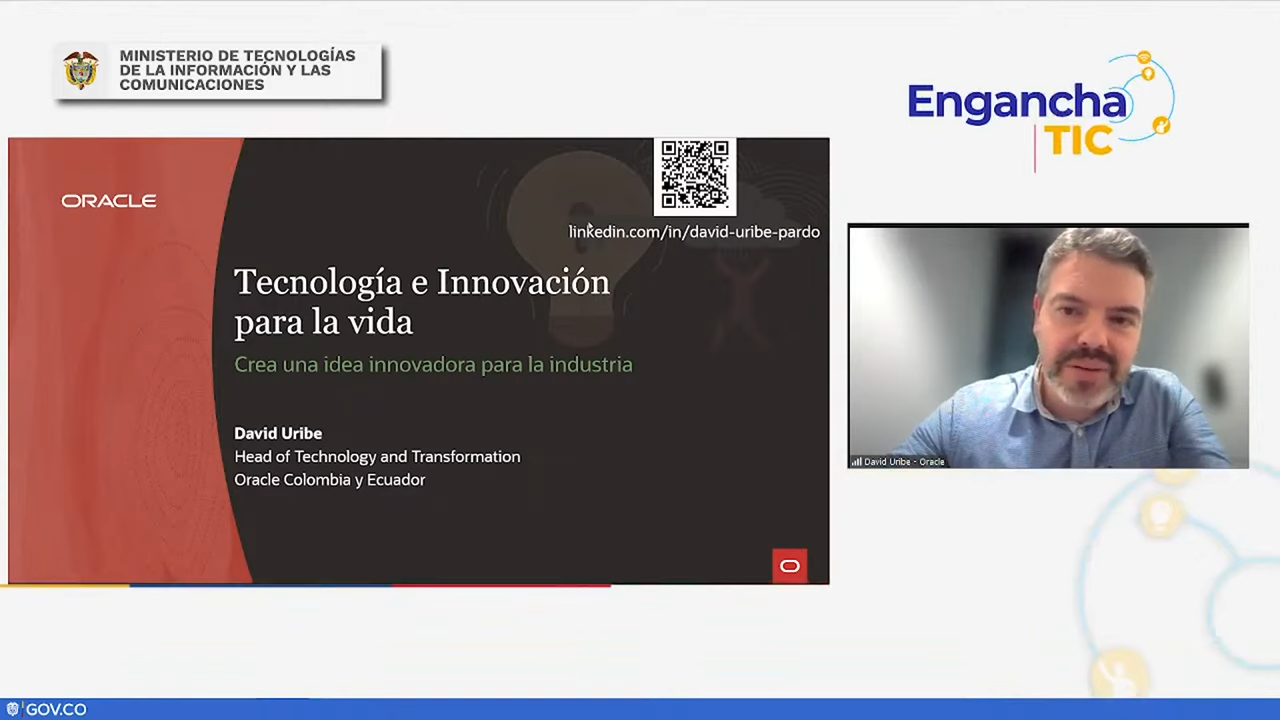 MINISTERIO DE TECNOLOGÍAS
DE LA INFORMACIÓN Y LAS
COMUNICACIONES
Engancha
TIC
ORACLE
linkedin.com/in/david-uribe-pardo
Tecnología e Innovación
para la vida
Crea una idea innovadora para la industria
David Uribe
Head of Technology and Transformation
Oracle Colombia y Ecuador
David Uribe - Oracle
GOV.CO